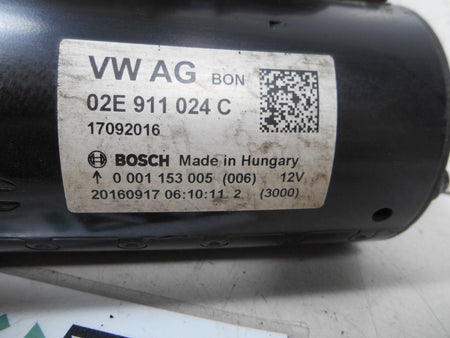 VW AG BON
02E 911 024 C
17092016
BOSCH Made in Hungary
↑ 0 001 153 005 (006) 12V
20160917 06:10:11 2 (3000)